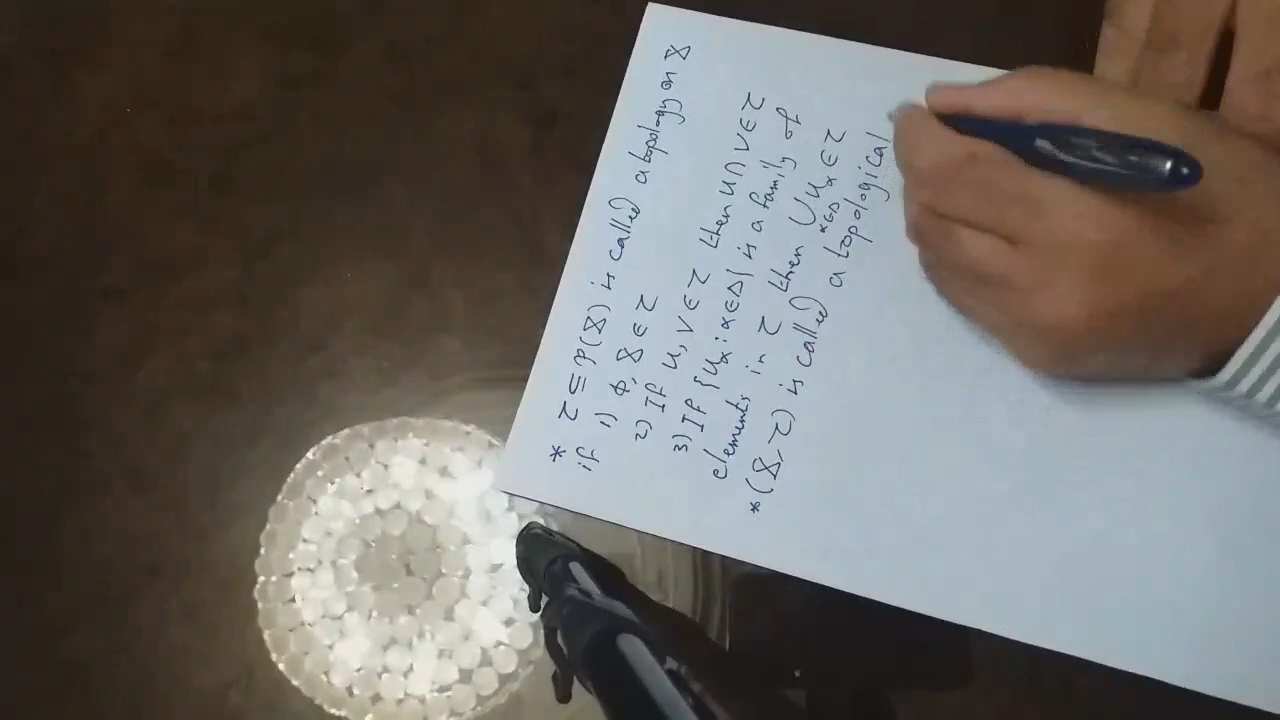 * τ ⊆ P(X) is called a topology on X
if 1) ϕ, X ∈ τ
2) If U, V ∈ τ then U ∩ V ∈ τ
3) If {Uα : α ∈ Δ} is a family of
elements in τ then ∪ Uα ∈ τ
α∈Δ
* (X, τ) is called a topological